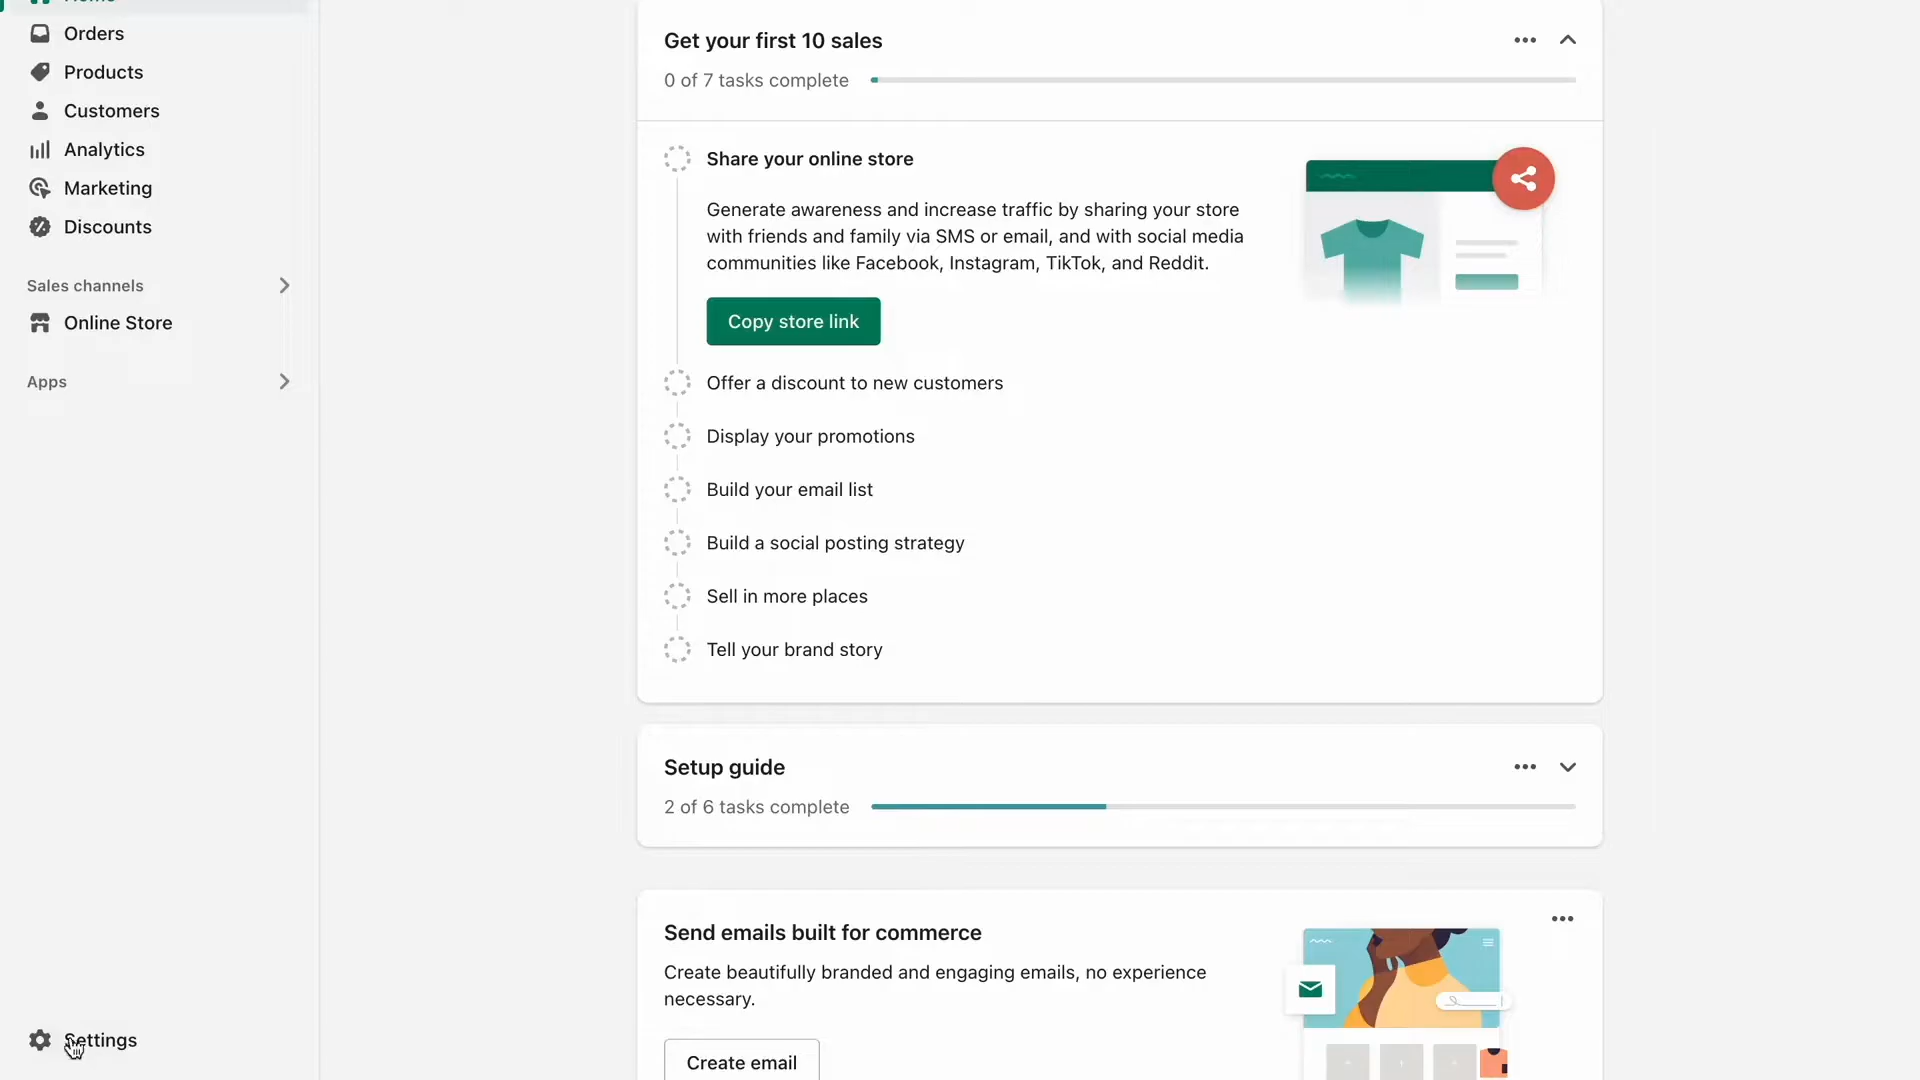 Home
Orders
Products
Customers
Analytics
Marketing
Discounts
Sales channels
Online Store
Apps
Settings
Get your first 10 sales
0 of 7 tasks complete
Share your online store
Generate awareness and increase traffic by sharing your store
with friends and family via SMS or email, and with social media
communities like Facebook, Instagram, TikTok, and Reddit.
Copy store link
Offer a discount to new customers
Display your promotions
Build your email list
Build a social posting strategy
Sell in more places
Tell your brand story
Setup guide
2 of 6 tasks complete
Send emails built for commerce
Create beautifully branded and engaging emails, no experience
necessary.
Create email